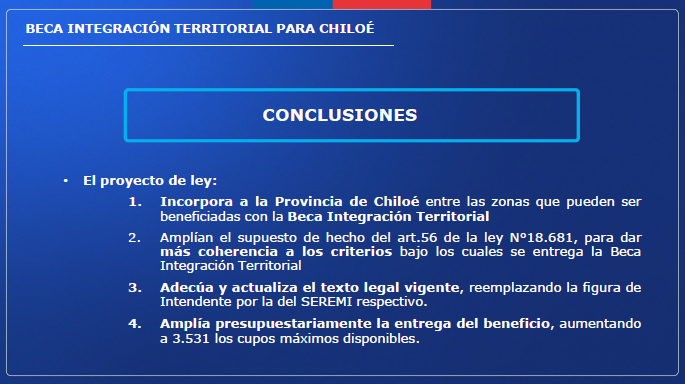 BECA INTEGRACIÓN TERRITORIAL PARA CHILOÉ
CONCLUSIONES
• El proyecto de ley:
1. Incorpora a la Provincia de Chiloé entre las zonas que pueden ser
beneficiadas con la Beca Integración Territorial
2. Amplían el supuesto de hecho del art.56 de la ley N°18.681, para dar
más coherencia a los criterios bajo los cuales se entrega la Beca
Integración Territorial
3. Adecúa y actualiza el texto legal vigente, reemplazando la figura de
Intendente por la del SEREMI respectivo.
4. Amplía presupuestariamente la entrega del beneficio, aumentando
a 3.531 los cupos máximos disponibles.